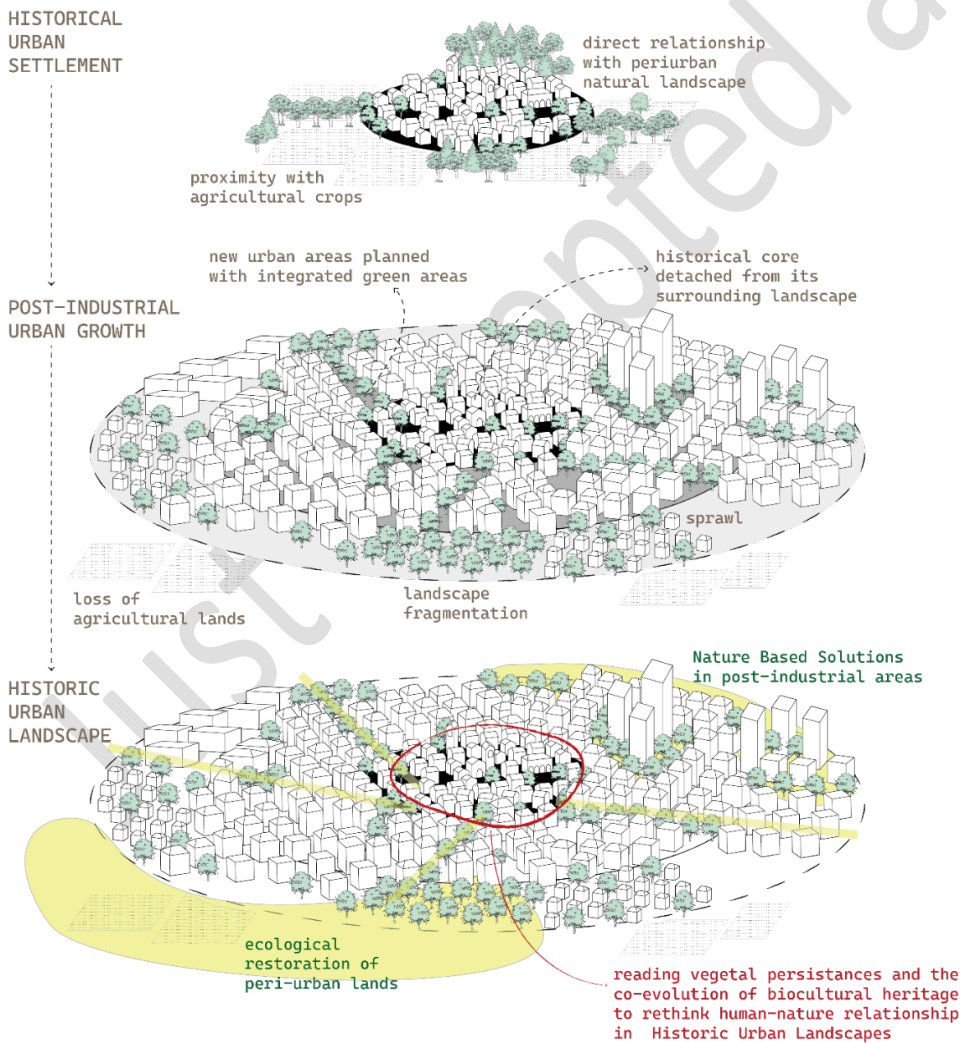 HISTORICAL
URBAN
SETTLEMENT
direct relationship
with periurban
natural landscape
proximity with
agricultural crops
new urban areas planned
with integrated green areas
historical core
detached from its
surrounding landscape
POST-INDUSTRIAL
URBAN GROWTH
sprawl
loss of
agricultural lands
landscape
fragmentation
Nature Based Solutions
in post-industrial areas
HISTORIC
URBAN
LANDSCAPE
ecological
restoration of
peri-urban lands
reading vegetal persistances and the
co-evolution of biocultural heritage
to rethink human-nature relationship
in Historic Urban Landscapes
Just epted a